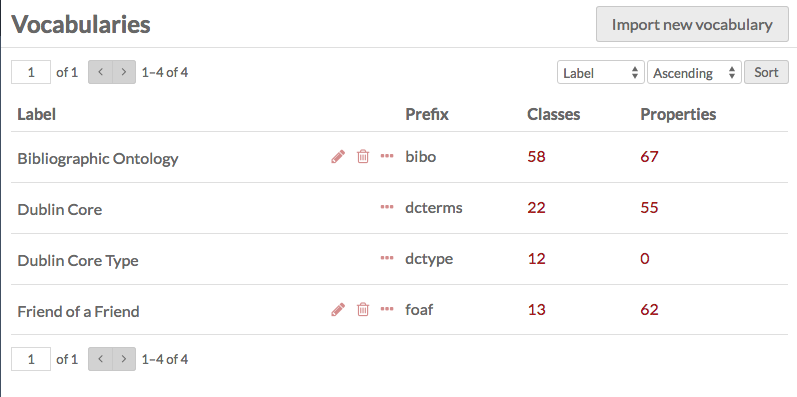 Vocabularies Import new vocabulary
1 of 1 < > 1–4 of 4 Label Ascending Sort
Label Prefix Classes Properties
Bibliographic Ontology bibo 58 67
Dublin Core dcterms 22 55
Dublin Core Type dctype 12 0
Friend of a Friend foaf 13 62
1 of 1 < > 1–4 of 4